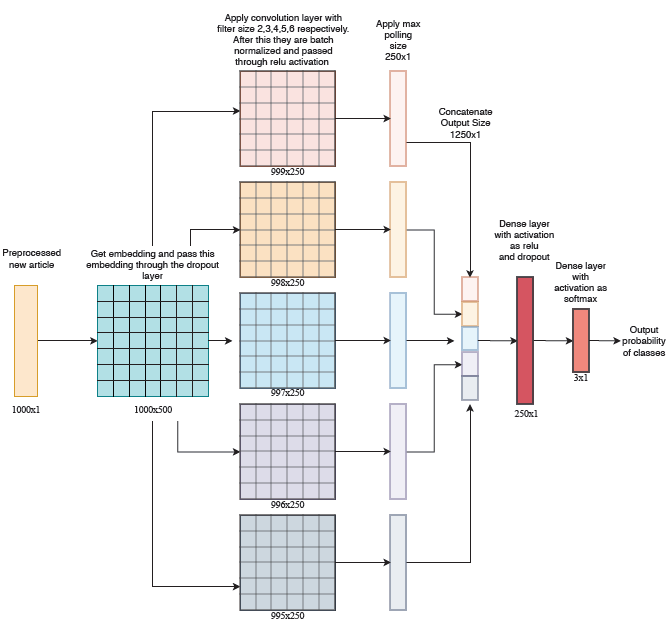 Apply convolution layer with
filter size 2,3,4,5,6 respectively.
After this they are batch
normalized and passed
through relu activation
Apply max
polling
size
250x1
999x250
Concatenate
Output Size
1250x1
998x250
Preprocessed
new article
1000x1
Get embedding and pass this
embedding through the dropout
layer
1000x500
997x250
Dense layer
with activation
as relu
and dropout
250x1
Dense layer
with
activation as
softmax
3x1
Output
probability
of classes
996x250
995x250